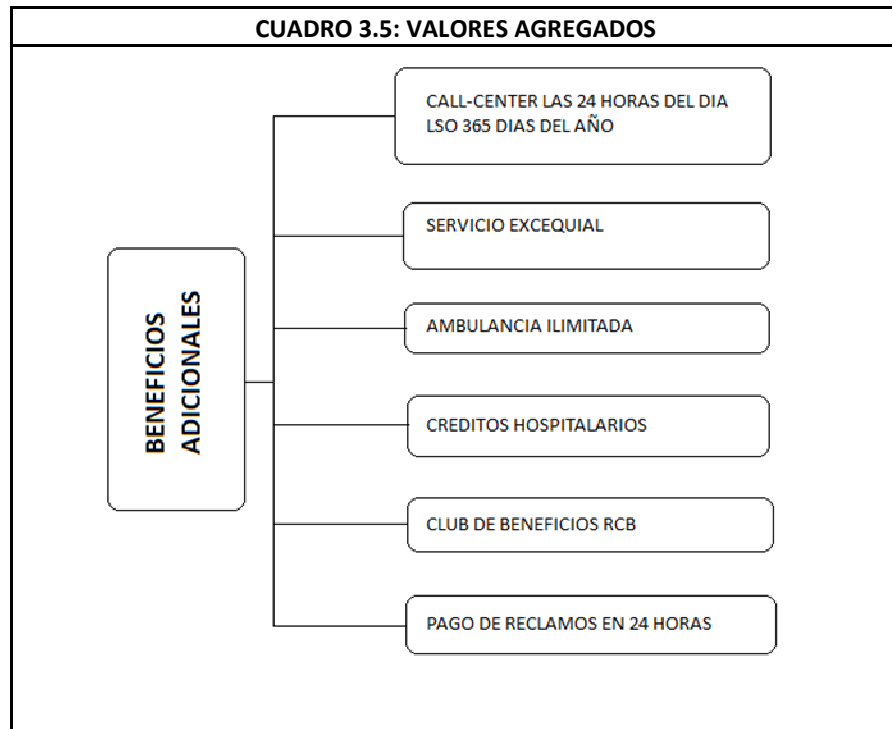 CUADRO 3.5: VALORES AGREGADOS
BENEFICIOS
ADICIONALES
CALL-CENTER LAS 24 HORAS DEL DIA
LSO 365 DIAS DEL AÑO
SERVICIO EXCEQUIAL
AMBULANCIA ILIMITADA
CREDITOS HOSPITALARIOS
CLUB DE BENEFICIOS RCB
PAGO DE RECLAMOS EN 24 HORAS